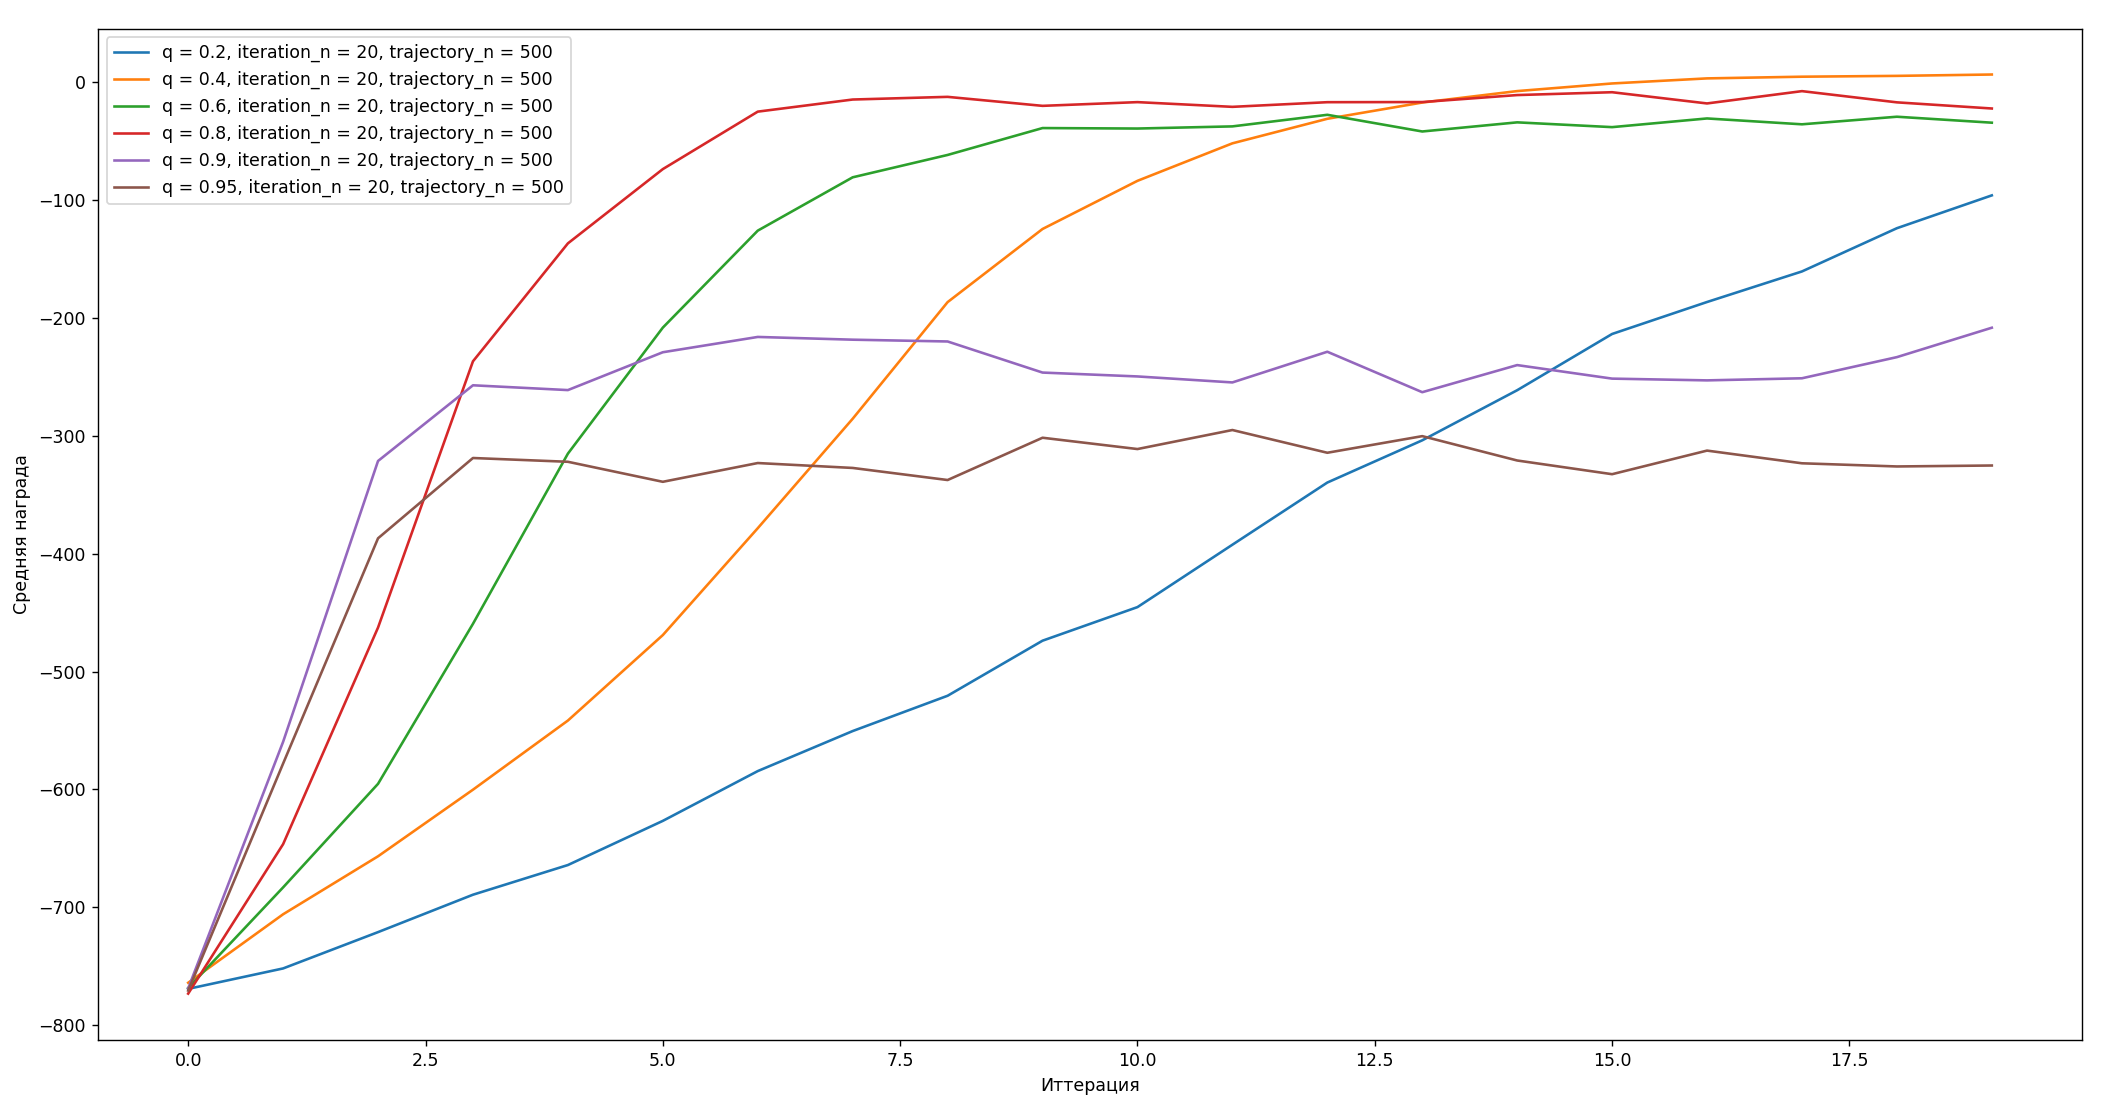 q = 0.2, iteration_n = 20, trajectory_n = 500
q = 0.4, iteration_n = 20, trajectory_n = 500
q = 0.6, iteration_n = 20, trajectory_n = 500
q = 0.8, iteration_n = 20, trajectory_n = 500
q = 0.9, iteration_n = 20, trajectory_n = 500
q = 0.95, iteration_n = 20, trajectory_n = 500
0
−100
−200
−300
−400
−500
−600
−700
−800
Средняя награда
0.0 2.5 5.0 7.5 10.0 12.5 15.0 17.5
Иттерация